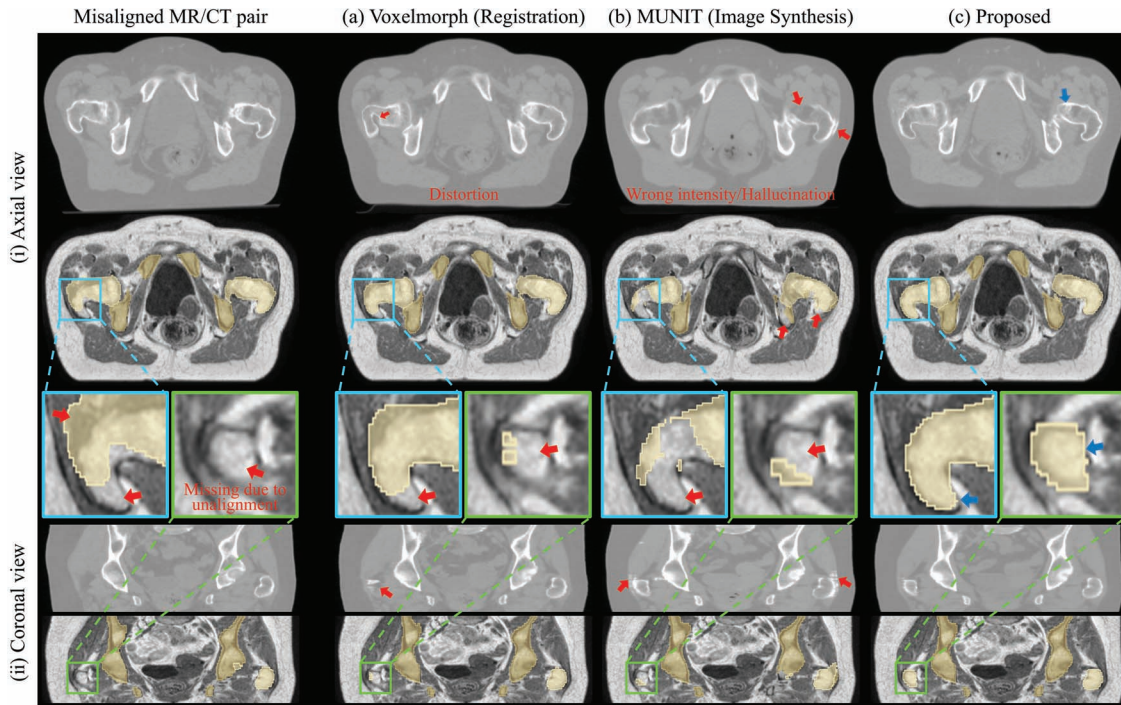 Misaligned MR/CT pair
(a) Voxelmorph (Registration)
(b) MUNIT (Image Synthesis)
(c) Proposed
(i) Axial view
Distortion
Wrong intensity/Hallucination
Missing due to
unalignment
(ii) Coronal view